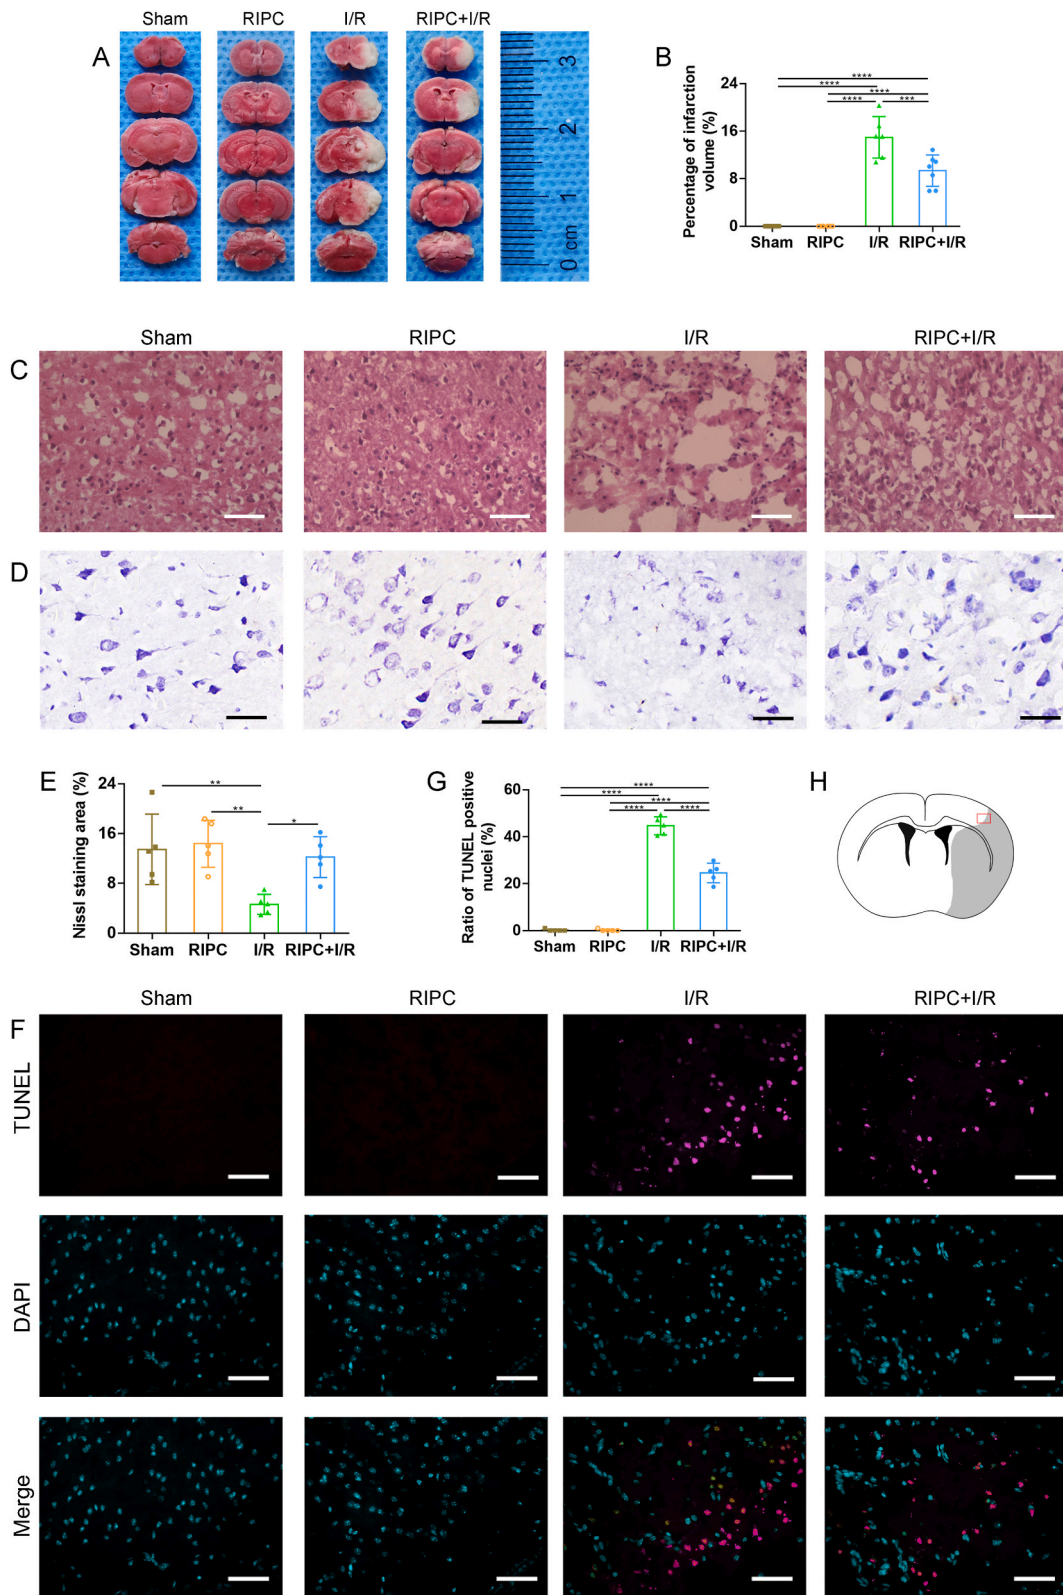 Sham RIPC I/R RIPC+I/R
A
3
2
1
0 cm
B
Percentage of infarction
volume (%)
24
16
8
0
****
****
****
**** ***
Sham RIPC I/R RIPC+I/R
Sham RIPC I/R RIPC+I/R
C
D
E
Nissl staining area (%)
24
16
8
0
**
**
*
Sham RIPC I/R RIPC+I/R
G
Ratio of TUNEL positive
nuclei (%)
60
40
20
0
****
****
****
**** ****
Sham RIPC I/R RIPC+I/R
H
Sham RIPC I/R RIPC+I/R
F
TUNEL
DAPI
Merge